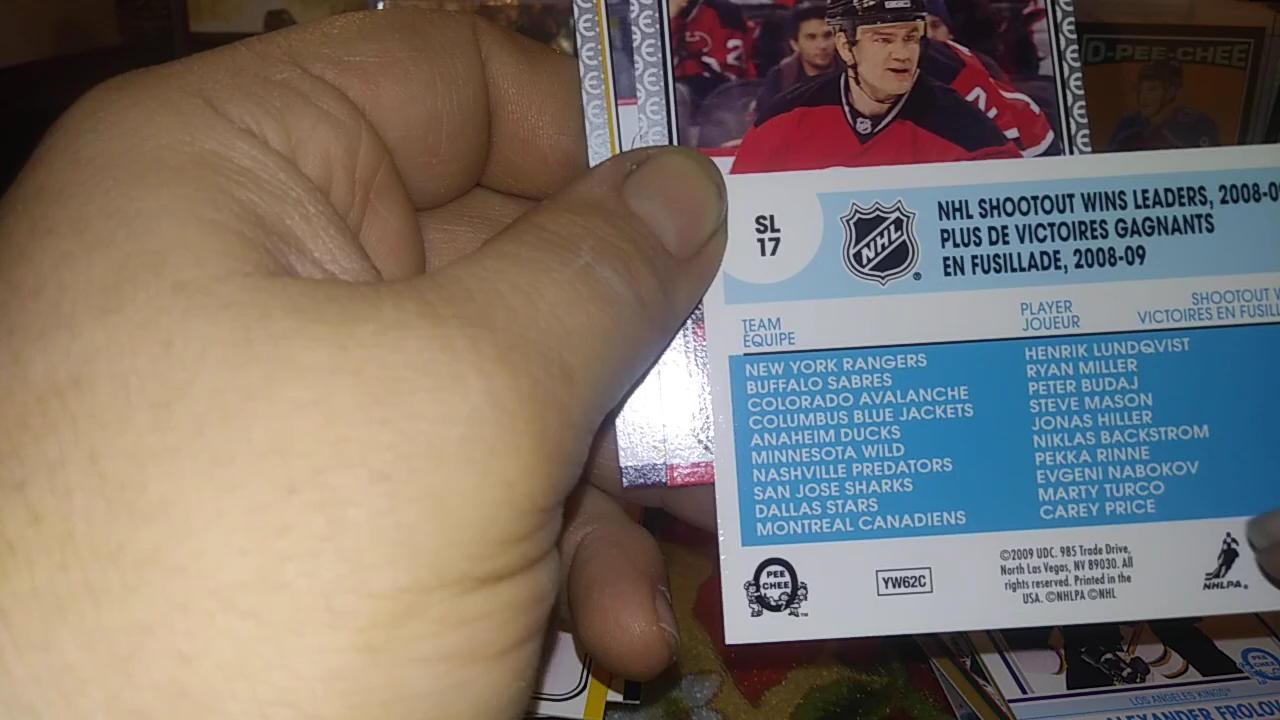 O-PEE-CHEE
SL
17
NHL
NHL SHOOTOUT WINS LEADERS, 2008-0
PLUS DE VICTOIRES GAGNANTS
EN FUSILLADE, 2008-09
TEAM PLAYER SHOOTOUT
ÉQUIPE JOUEUR VICTOIRES EN
NEW YORK RANGERS HENRIK LUNDQVIST
BUFFALO SABRES RYAN MILLER
COLORADO AVALANCHE PETER BUDAJ
COLUMBUS BLUE JACKETS STEVE MASON
ANAHEIM DUCKS JONAS HILLER
MINNESOTA WILD NIKLAS BACKSTROM
NASHVILLE PREDATORS PEKKA RINNE
SAN JOSE SHARKS EVGENI NABOKOV
DALLAS STARS MARTY TURCO
MONTREAL CANADIENS CAREY PRICE
O PEE CHEE
YW62C
©2009 UDC. 985 Trade Drive,
North Las Vegas, NV 89030. All
rights reserved. Printed in the
USA. ©NHLPA ©NHL
NHLPA
LOS ANGELES KINGS
ALEXANDER FROLOV